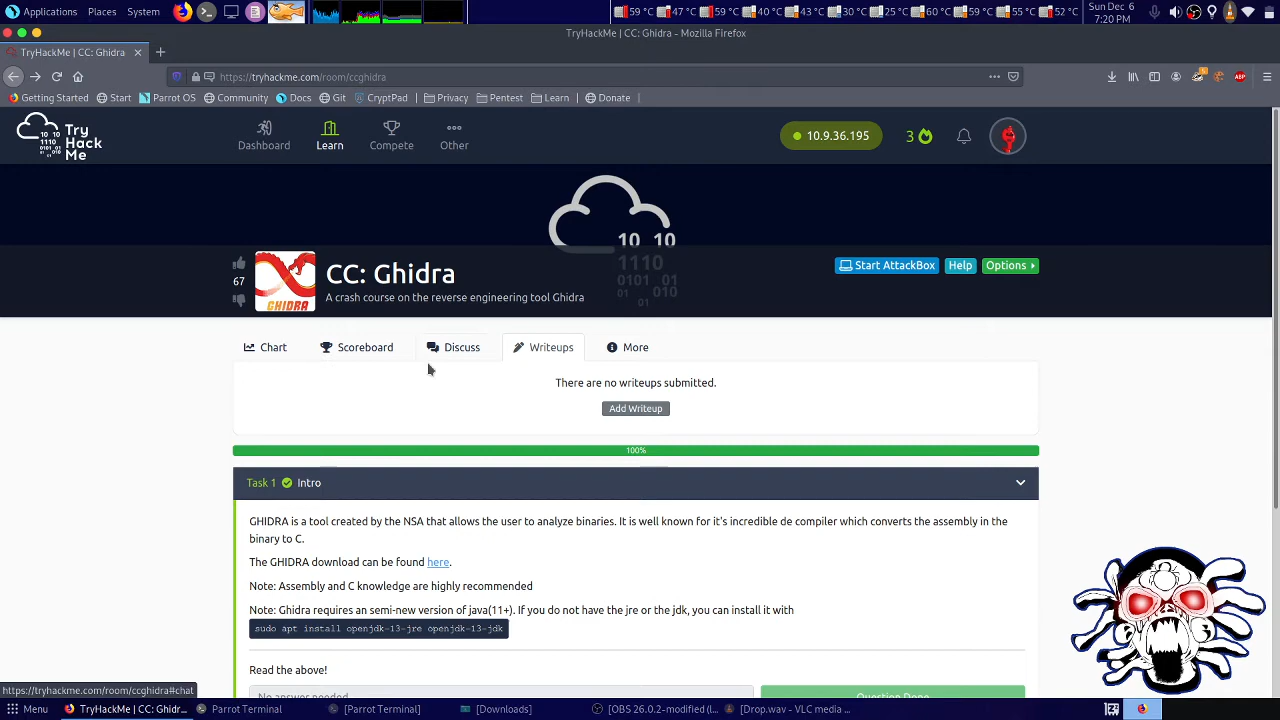 Applications Places System
59 °C 47 °C 59 °C 40 °C 43 °C 30 °C 25 °C 60 °C 59 °C 55 °C 52 °C
Sun Dec 6
7:20 PM
TryHackMe | CC: Ghidra - Mozilla Firefox
TryHackMe | CC: Ghidra
https://tryhackme.com/room/ccghidra
Getting Started Start Parrot OS Community Docs Git CryptPad Privacy Pentest Learn Donate
ABP
Try
Hack
Me
Dashboard Learn Compete Other
10.9.36.195
3
CC: Ghidra
A crash course on the reverse engineering tool Ghidra
67
GHIDRA
Start AttackBox Help Options
Chart Scoreboard Discuss Writeups More
There are no writeups submitted.
Add Writeup
100%
Task 1 Intro
GHIDRA is a tool created by the NSA that allows the user to analyze binaries. It is well known for it's incredible de compiler which converts the assembly in the
binary to C.
The GHIDRA download can be found here.
Note: Assembly and C knowledge are highly recommended
Note: Ghidra requires an semi-new version of java(11+). If you do not have the jre or the jdk, you can install it with
sudo apt install openjdk-13-jre openjdk-13-jdk
Read the above!
No answer needed
Question Done
https://tryhackme.com/room/ccghidra#chat
Menu TryHackMe | CC: Ghidr... Parrot Terminal [Parrot Terminal] [Downloads] [OBS 26.0.2-modified (l... [Drop.wav - VLC media ...